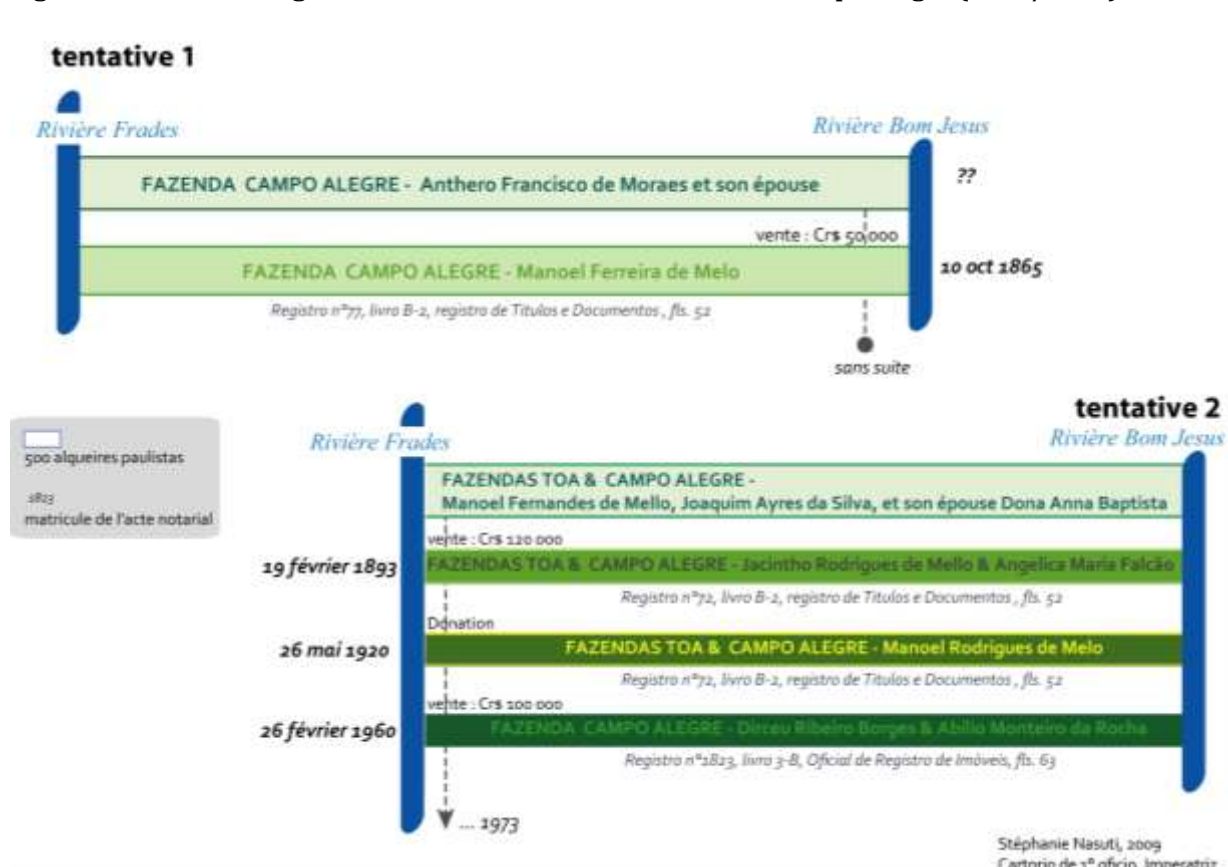 tentative 1
Rivière Frades
Rivière Bom Jesus
FAZENDA CAMPO ALEGRE - Anthero Francisco de Moraes et son épouse
??
vente : Cr$ 50 000
FAZENDA CAMPO ALEGRE - Manoel Ferreira de Melo
10 oct 1865
Registro n°77, livro B-2, registro de Titulos e Documentos , fls. 52
sans suite
tentative 2
Rivière Frades
Rivière Bom Jesus
500 alqueires paulistas
1823
matricule de l'acte notarial
FAZENDAS TOA & CAMPO ALEGRE -
Manoel Fernandes de Mello, Joaquim Ayres da Silva, et son épouse Dona Anna Baptista
vente : Cr$ 120 000
19 février 1893
FAZENDAS TOA & CAMPO ALEGRE - Jacintho Rodrigues de Mello & Angelica Maria Falcão
Registro n°72, livro B-2, registro de Titulos e Documentos , fls. 52
Donation
26 mai 1920
FAZENDAS TOA & CAMPO ALEGRE - Manoel Rodrigues de Melo
Registro n°72, livro B-2, registro de Titulos e Documentos , fls. 52
vente : Cr$ 100 000
26 février 1960
FAZENDA CAMPO ALEGRE - Dirceu Ribeiro Borges & Abilio Monteiro da Rocha
Registro n°1823, livro 3-B, Oficial de Registro de Imòveis, fls. 63
... 1973
Stéphanie Nasuti, 2009
Cartorio de 1° oficio, Imperatriz